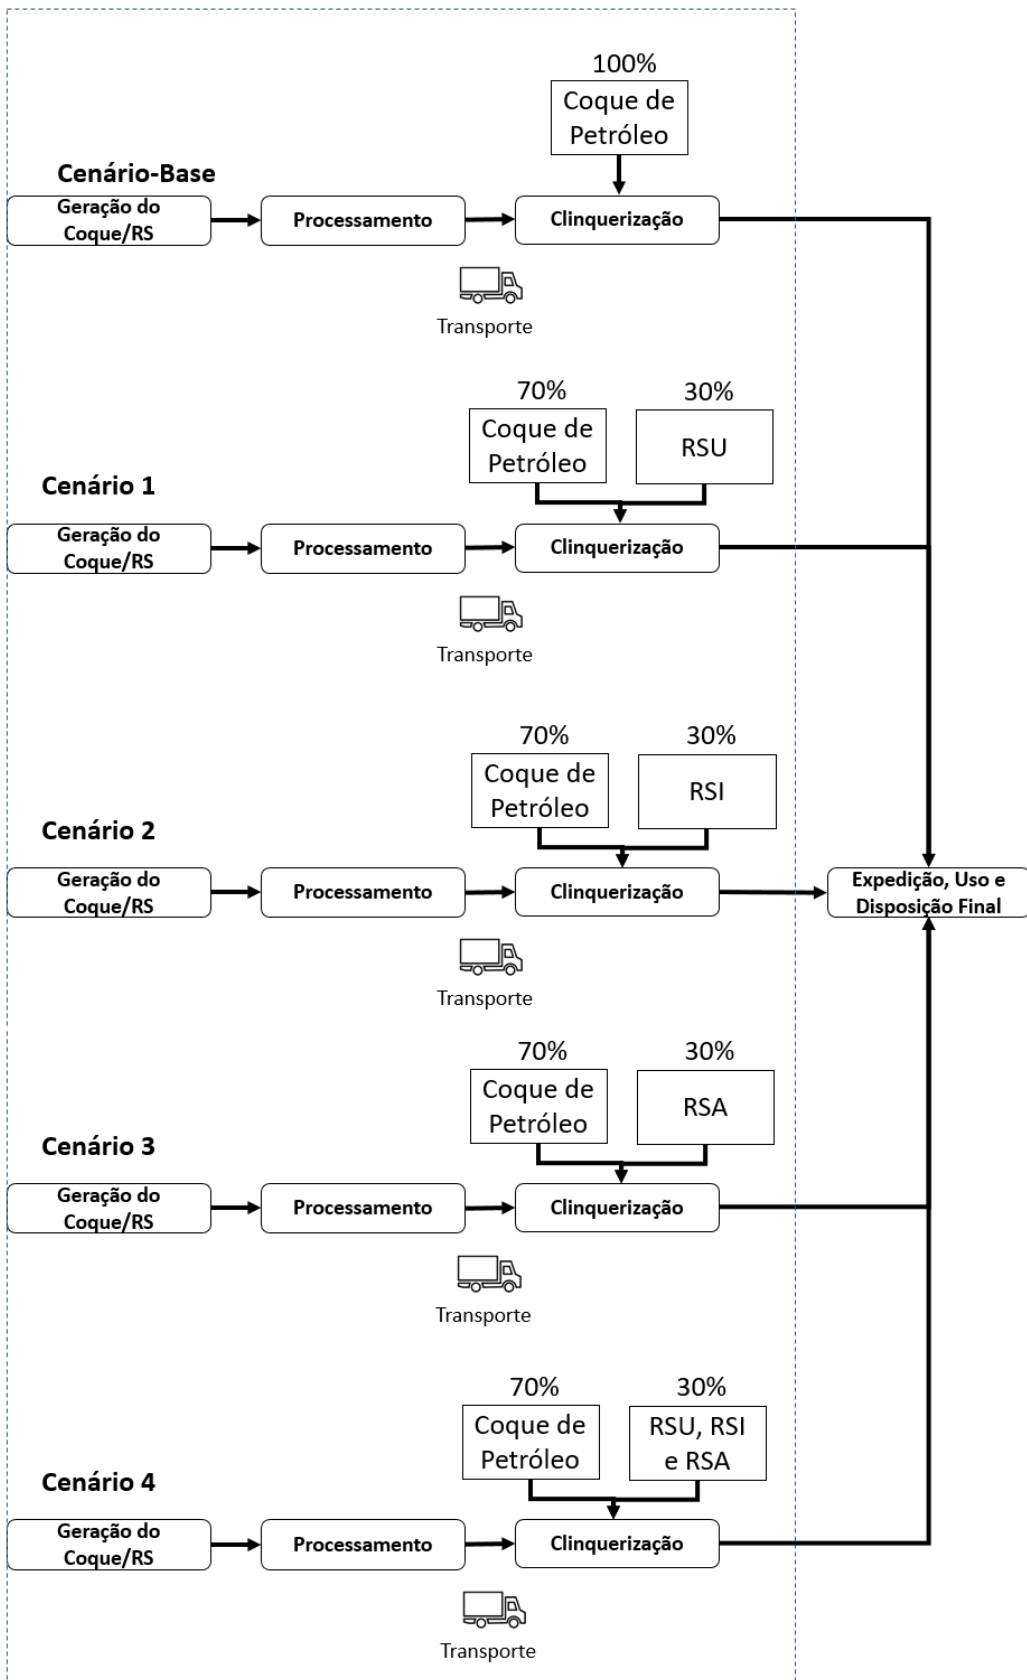 100%
Coque de
Petróleo
Cenário-Base
Geração do
Coque/RS
Processamento
Clinquerização
Transporte
70%
30%
Coque de
Petróleo
RSU
Cenário 1
Geração do
Coque/RS
Processamento
Clinquerização
Transporte
70%
30%
Coque de
Petróleo
RSI
Cenário 2
Geração do
Coque/RS
Processamento
Clinquerização
Expedição, Uso e
Disposição Final
Transporte
70%
30%
Coque de
Petróleo
RSA
Cenário 3
Geração do
Coque/RS
Processamento
Clinquerização
Transporte
70%
30%
Coque de
Petróleo
RSU, RSI
e RSA
Cenário 4
Geração do
Coque/RS
Processamento
Clinquerização
Transporte